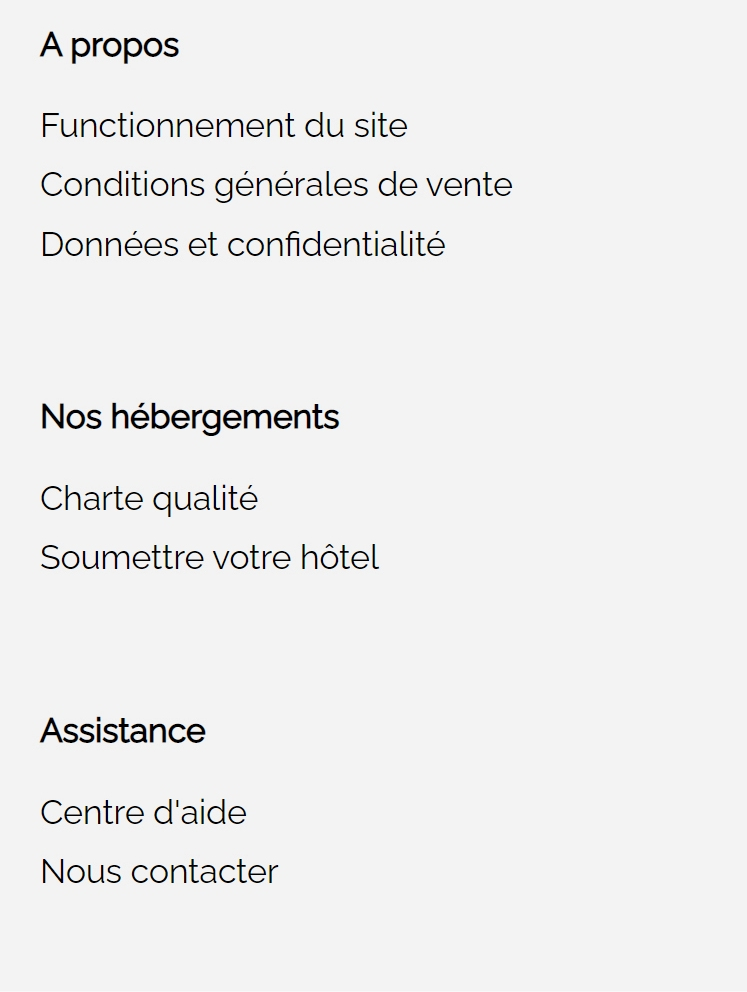 A propos
Functionnement du site
Conditions générales de vente
Données et confidentialité
Nos hébergements
Charte qualité
Soumettre votre hôtel
Assistance
Centre d'aide
Nous contacter